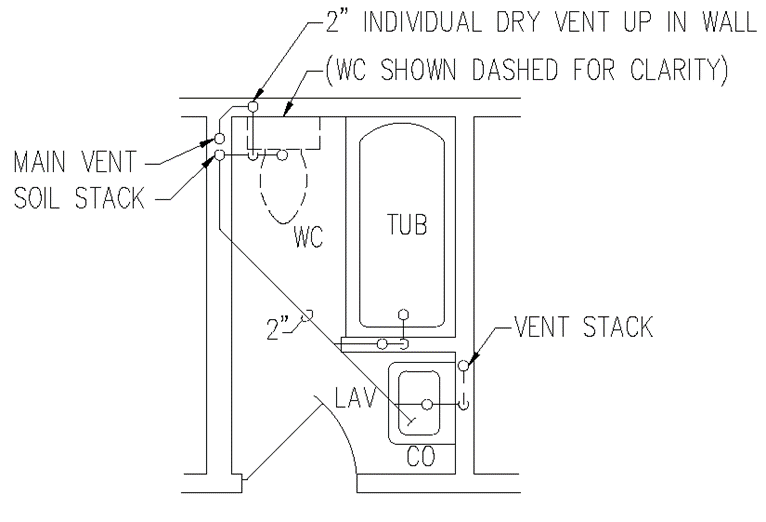 2” INDIVIDUAL DRY VENT UP IN WALL
(WC SHOWN DASHED FOR CLARITY)
MAIN VENT
SOIL STACK
WC
TUB
2”
VENT STACK
LAV
CO